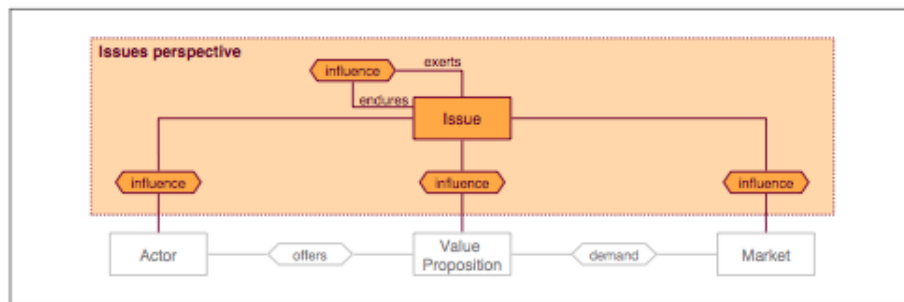 Issues perspective
exerts
influence
endures
Issue
influence
influence
influence
Actor
offers
Value
Proposition
demand
Market